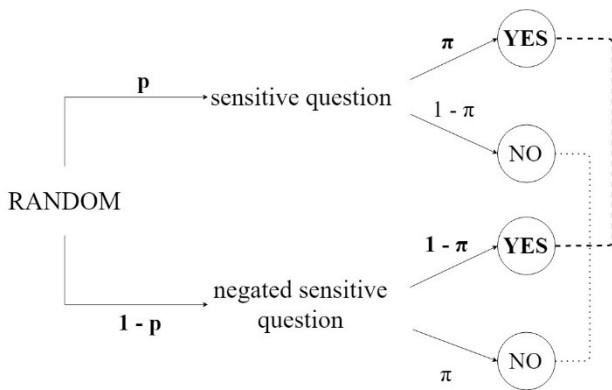 π
YES
p
sensitive question
1 - π
NO
RANDOM
1 - π
YES
negated sensitive
question
1 - p
π
NO